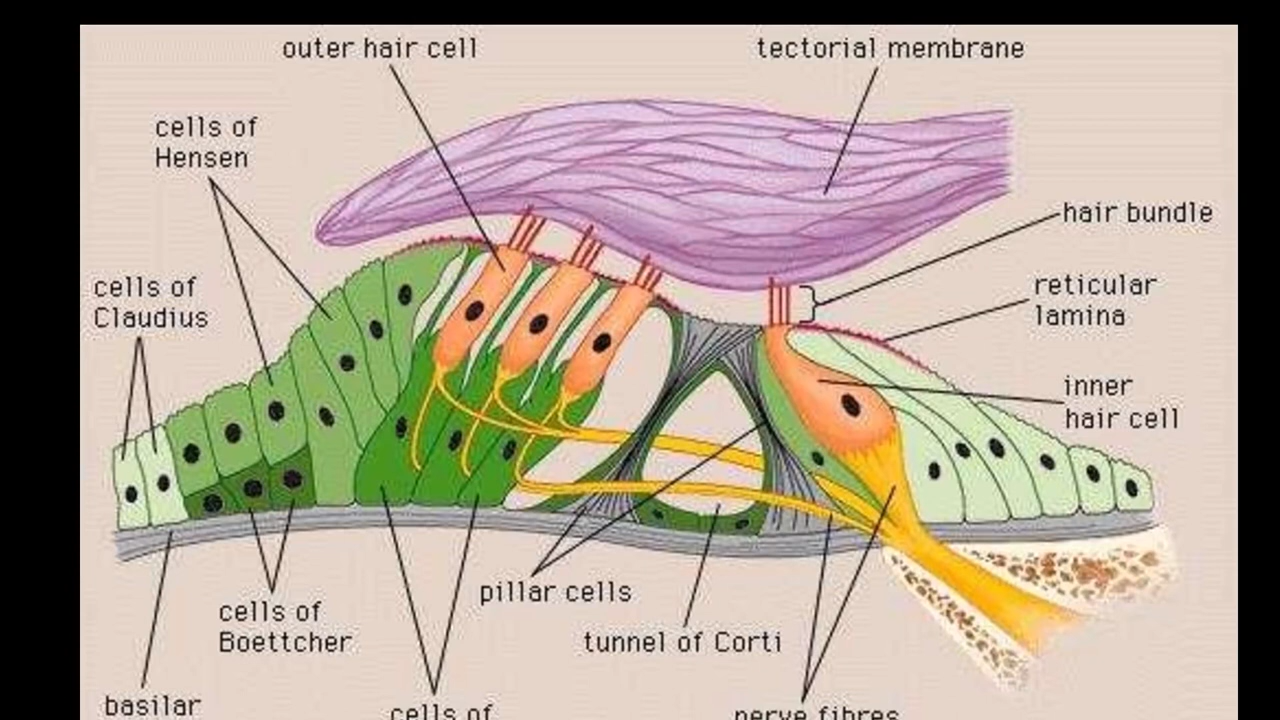 outer hair cell
tectorial membrane
cells of
Hensen
hair bundle
cells of
Claudius
reticular
lamina
inner
hair cell
pillar cells
cells of
Boettcher
tunnel of Corti
basilar
cells of
nerve fibres